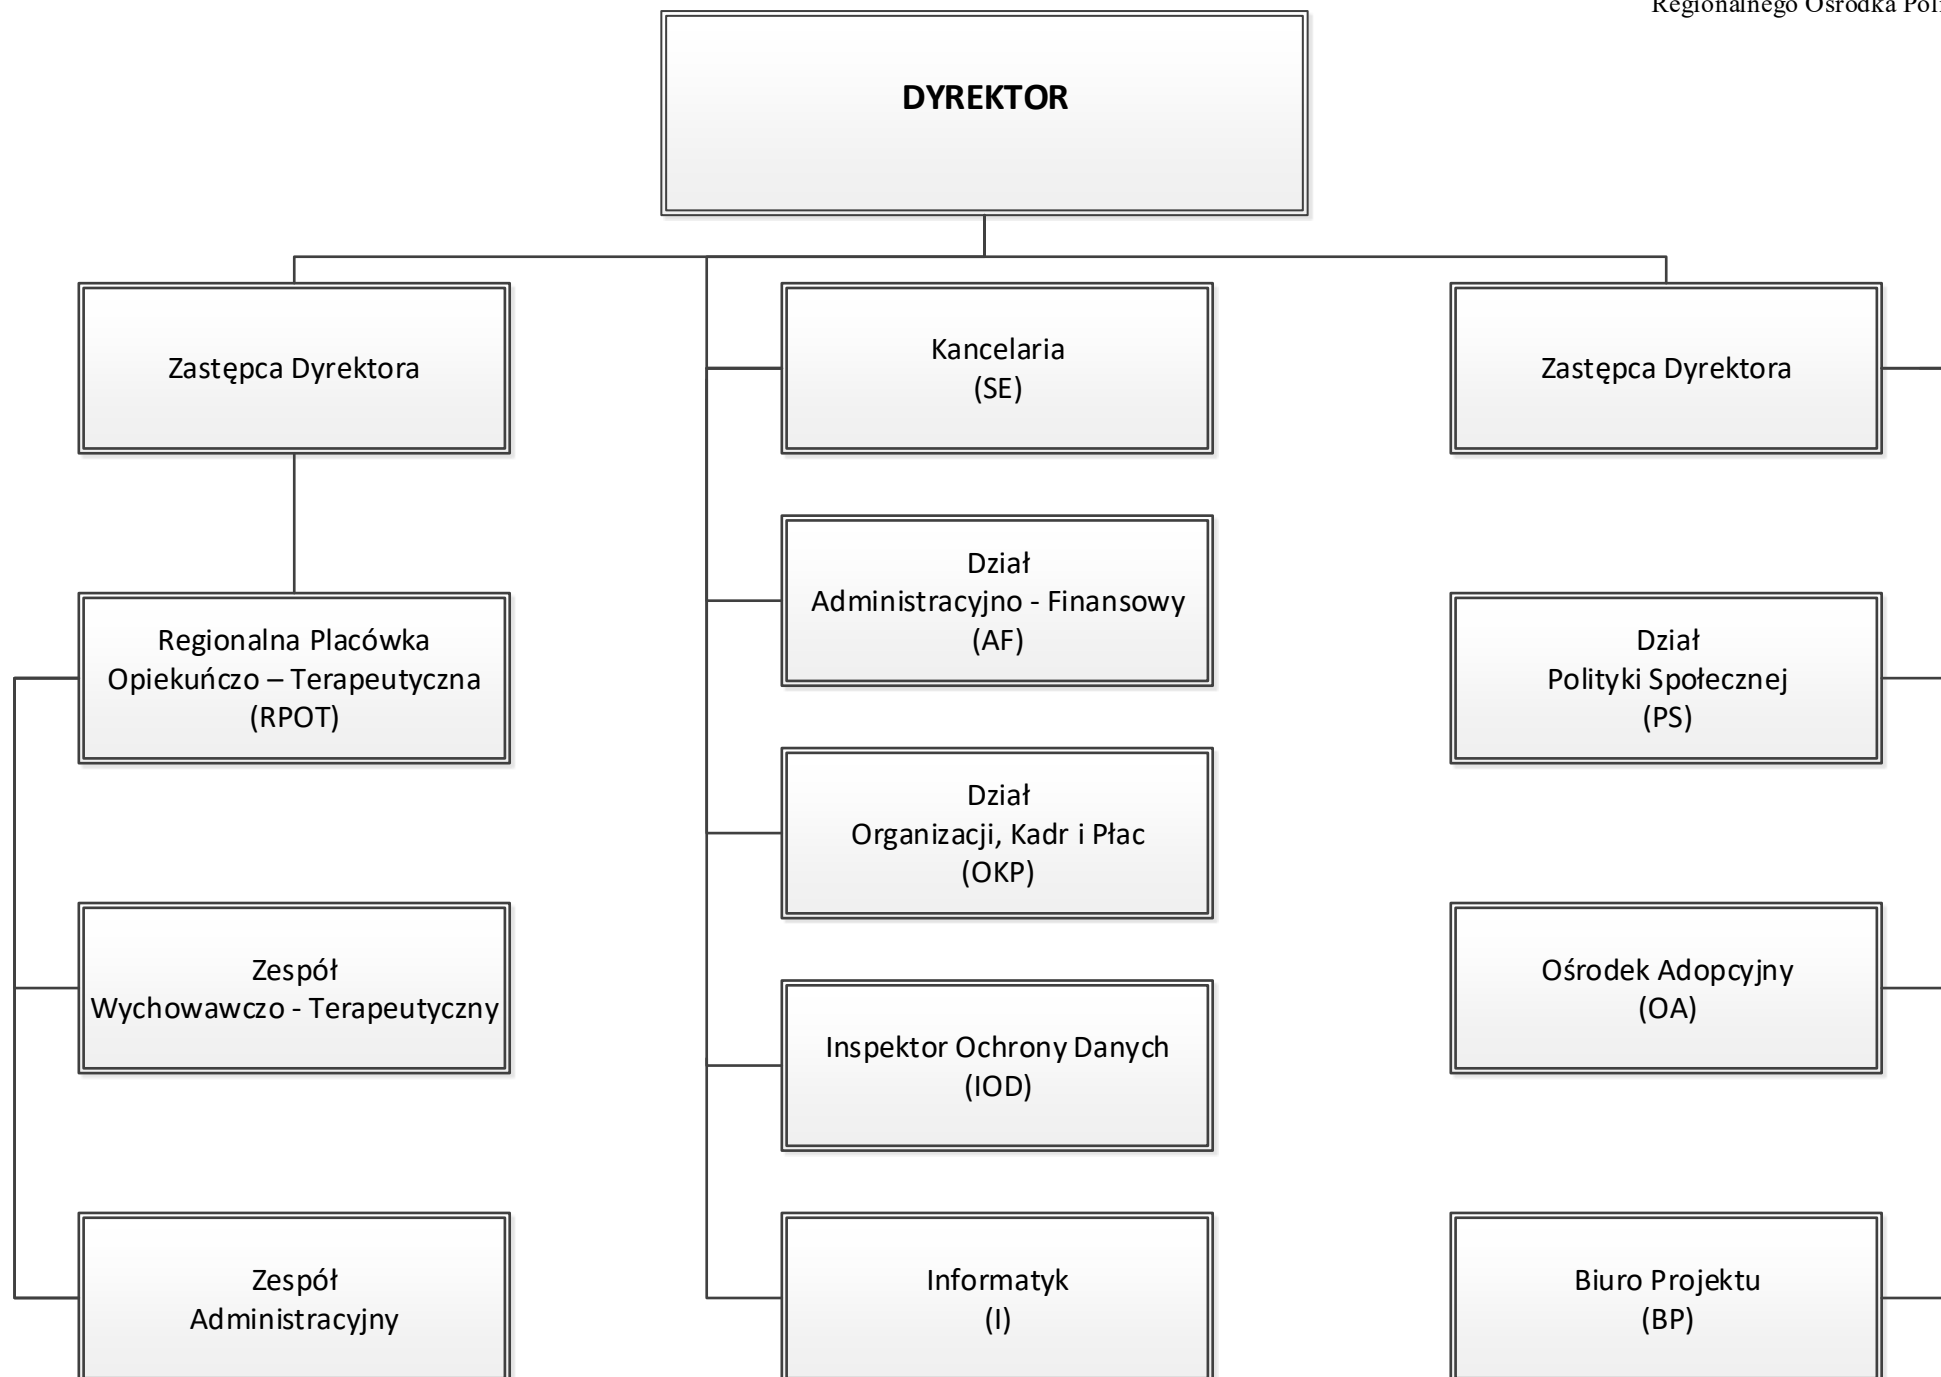 Regionalnego Ośrodka
DYREKTOR
Zastępca Dyrektora
Kancelaria
(SE)
Zastępca Dyrektora
Dział
Administracyjno - Finansowy
(AF)
Regionalna Placówka
Opiekuńczo – Terapeutyczna
(RPOT)
Dział
Polityki Społecznej
(PS)
Dział
Organizacji, Kadr i Płac
(OKP)
Zespół
Wychowawczo - Terapeutyczny
Ośrodek Adopcyjny
(OA)
Inspektor Ochrony Danych
(IOD)
Zespół
Administracyjny
Informatyk
(I)
Biuro Projektu
(BP)